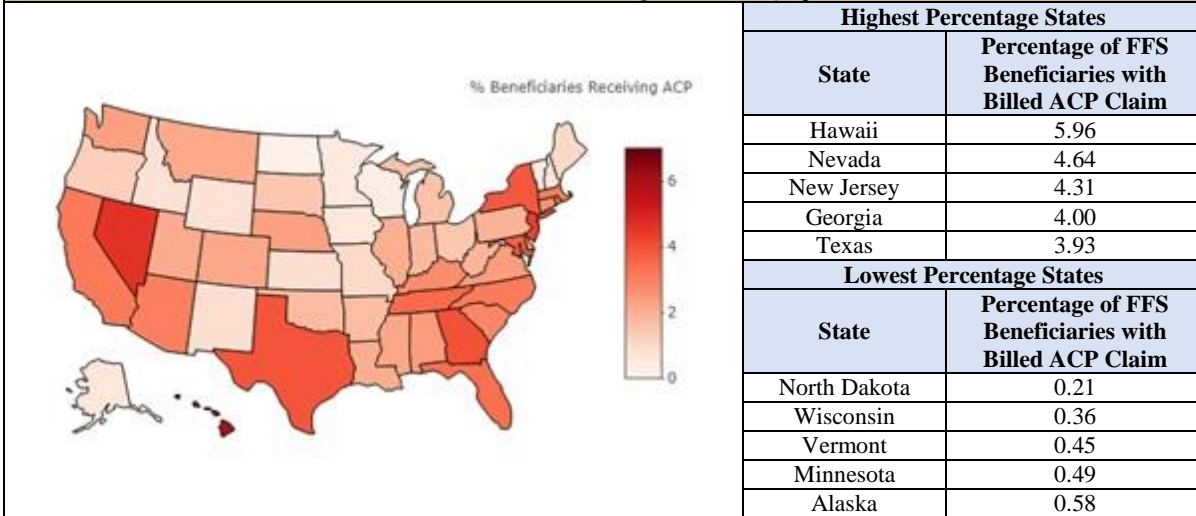 % Beneficiaries Receiving ACP
6
4
2
0
Highest Percentage States
State
Percentage of FFS
Beneficiaries with
Billed ACP Claim
Hawaii 5.96
Nevada 4.64
New Jersey 4.31
Georgia 4.00
Texas 3.93
Lowest Percentage States
State
Percentage of FFS
Beneficiaries with
Billed ACP Claim
North Dakota 0.21
Wisconsin 0.36
Vermont 0.45
Minnesota 0.49
Alaska 0.58